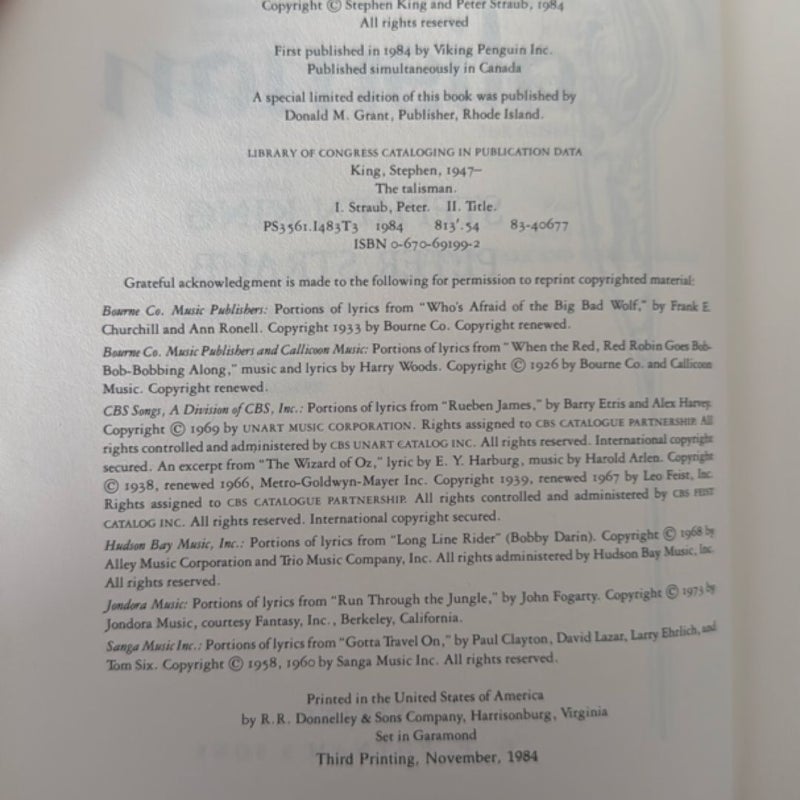 Copyright © Stephen King and Peter Straub, 1984
All rights reserved
First published in 1984 by Viking Penguin Inc.
Published simultaneously in Canada
A special limited edition of this book was published by
Donald M. Grant, Publisher, Rhode Island.
LIBRARY OF CONGRESS CATALOGING IN PUBLICATION DATA
King, Stephen, 1947–
The talisman.
I. Straub, Peter. II. Title.
PS3561.I483T3 1984 813′.54 83-40677
ISBN 0-670-69199-2
Grateful acknowledgment is made to the following for permission to reprint copyrighted material:
Bourne Co. Music Publishers: Portions of lyrics from “Who's Afraid of the Big Bad Wolf,” by Frank E.
Churchill and Ann Ronell. Copyright 1933 by Bourne Co. Copyright renewed.
Bourne Co. Music Publishers and Callicoon Music: Portions of lyrics from “When the Red, Red Robin Goes Bob-
Bob-Bobbing Along,” music and lyrics by Harry Woods. Copyright © 1926 by Bourne Co. and Callicoon
Music. Copyright renewed.
CBS Songs, A Division of CBS, Inc.: Portions of lyrics from “Rueben James,” by Barry Etris and Alex Harvey.
Copyright © 1969 by UNART MUSIC CORPORATION. Rights assigned to CBS CATALOGUE PARTNERSHIP. All
rights controlled and administered by CBS UNART CATALOG INC. All rights reserved. International copyright
secured. An excerpt from “The Wizard of Oz,” lyric by E. Y. Harburg, music by Harold Arlen. Copyright
© 1938, renewed 1966, Metro-Goldwyn-Mayer Inc. Copyright 1939, renewed 1967 by Leo Feist, Inc.
Rights assigned to CBS CATALOGUE PARTNERSHIP. All rights controlled and administered by CBS FEIST
CATALOG INC. All rights reserved. International copyright secured.
Hudson Bay Music, Inc.: Portions of lyrics from “Long Line Rider” (Bobby Darin). Copyright © 1968 by
Alley Music Corporation and Trio Music Company, Inc. All rights administered by Hudson Bay Music, Inc.
All rights reserved.
Jondora Music: Portions of lyrics from “Run Through the Jungle,” by John Fogarty. Copyright © 1973 by
Jondora Music, courtesy Fantasy, Inc., Berkeley, California.
Sanga Music Inc.: Portions of lyrics from “Gotta Travel On,” by Paul Clayton, David Lazar, Larry Ehrlich, and
Tom Six. Copyright © 1958, 1960 by Sanga Music Inc. All rights reserved.
Printed in the United States of America
by R.R. Donnelley & Sons Company, Harrisonburg, Virginia
Set in Garamond
Third Printing, November, 1984